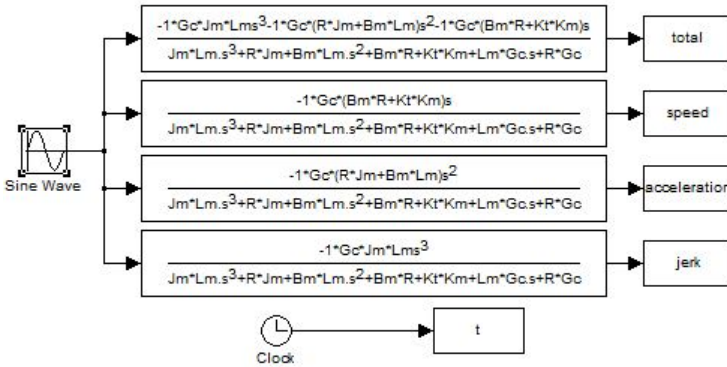 -1*Gc*Jm*Lms³-1*Gc*(R*Jm+Bm*Lm)s²-1*Gc*(Bm*R+Kt*Km)s
Jm*Lm.s³+R*Jm+Bm*Lm.s²+Bm*R+Kt*Km+Lm*Gc.s+R*Gc
total
-1*Gc*(Bm*R+Kt*Km)s
Jm*Lm.s³+R*Jm+Bm*Lm.s²+Bm*R+Kt*Km+Lm*Gc.s+R*Gc
speed
Sine Wave
-1*Gc*(R*Jm+Bm*Lm)s²
Jm*Lm.s³+R*Jm+Bm*Lm.s²+Bm*R+Kt*Km+Lm*Gc.s+R*Gc
acceleration
-1*Gc*Jm*Lms³
Jm*Lm.s³+R*Jm+Bm*Lm.s²+Bm*R+Kt*Km+Lm*Gc.s+R*Gc
jerk
t
Clock